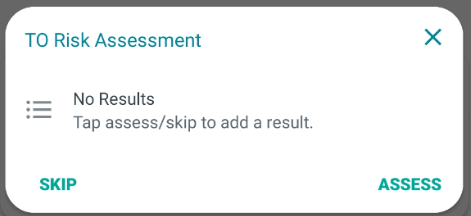 TO Risk Assessment
No Results
Tap assess/skip to add a result.
SKIP
ASSESS